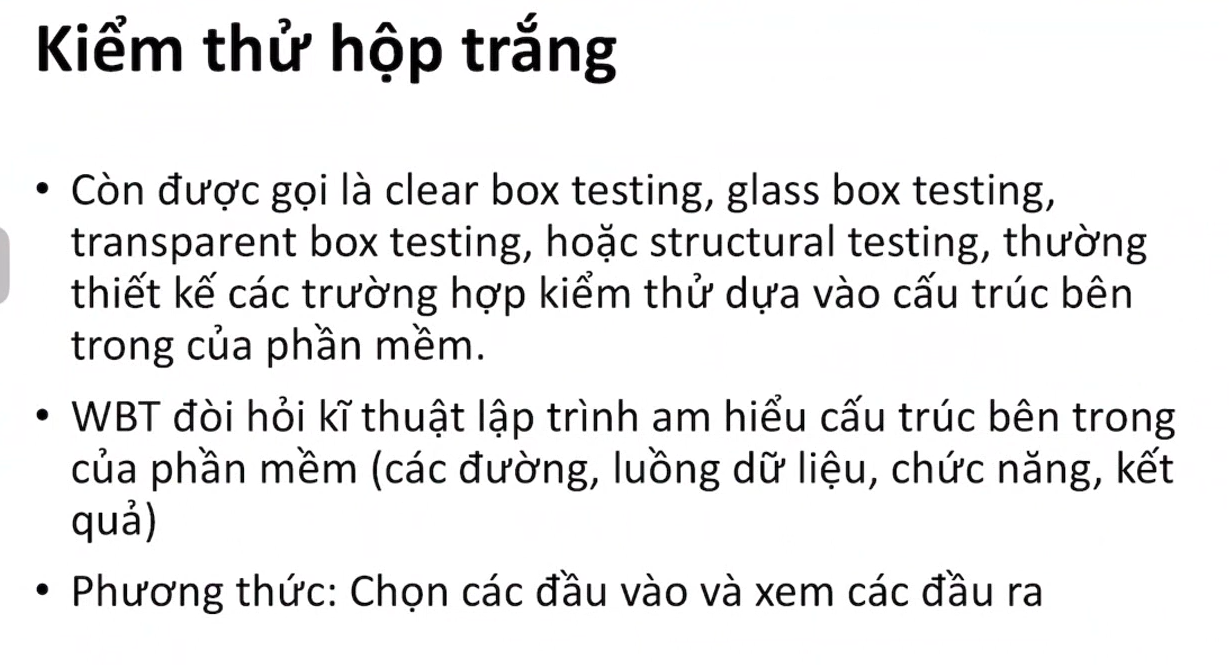 Kiểm thử hộp trắng
• Còn được gọi là clear box testing, glass box testing,
transparent box testing, hoặc structural testing, thường
thiết kế các trường hợp kiểm thử dựa vào cấu trúc bên
trong của phần mềm.
• WBT đòi hỏi kĩ thuật lập trình am hiểu cấu trúc bên trong
của phần mềm (các đường, luồng dữ liệu, chức năng, kết
quả)
• Phương thức: Chọn các đầu vào và xem các đầu ra